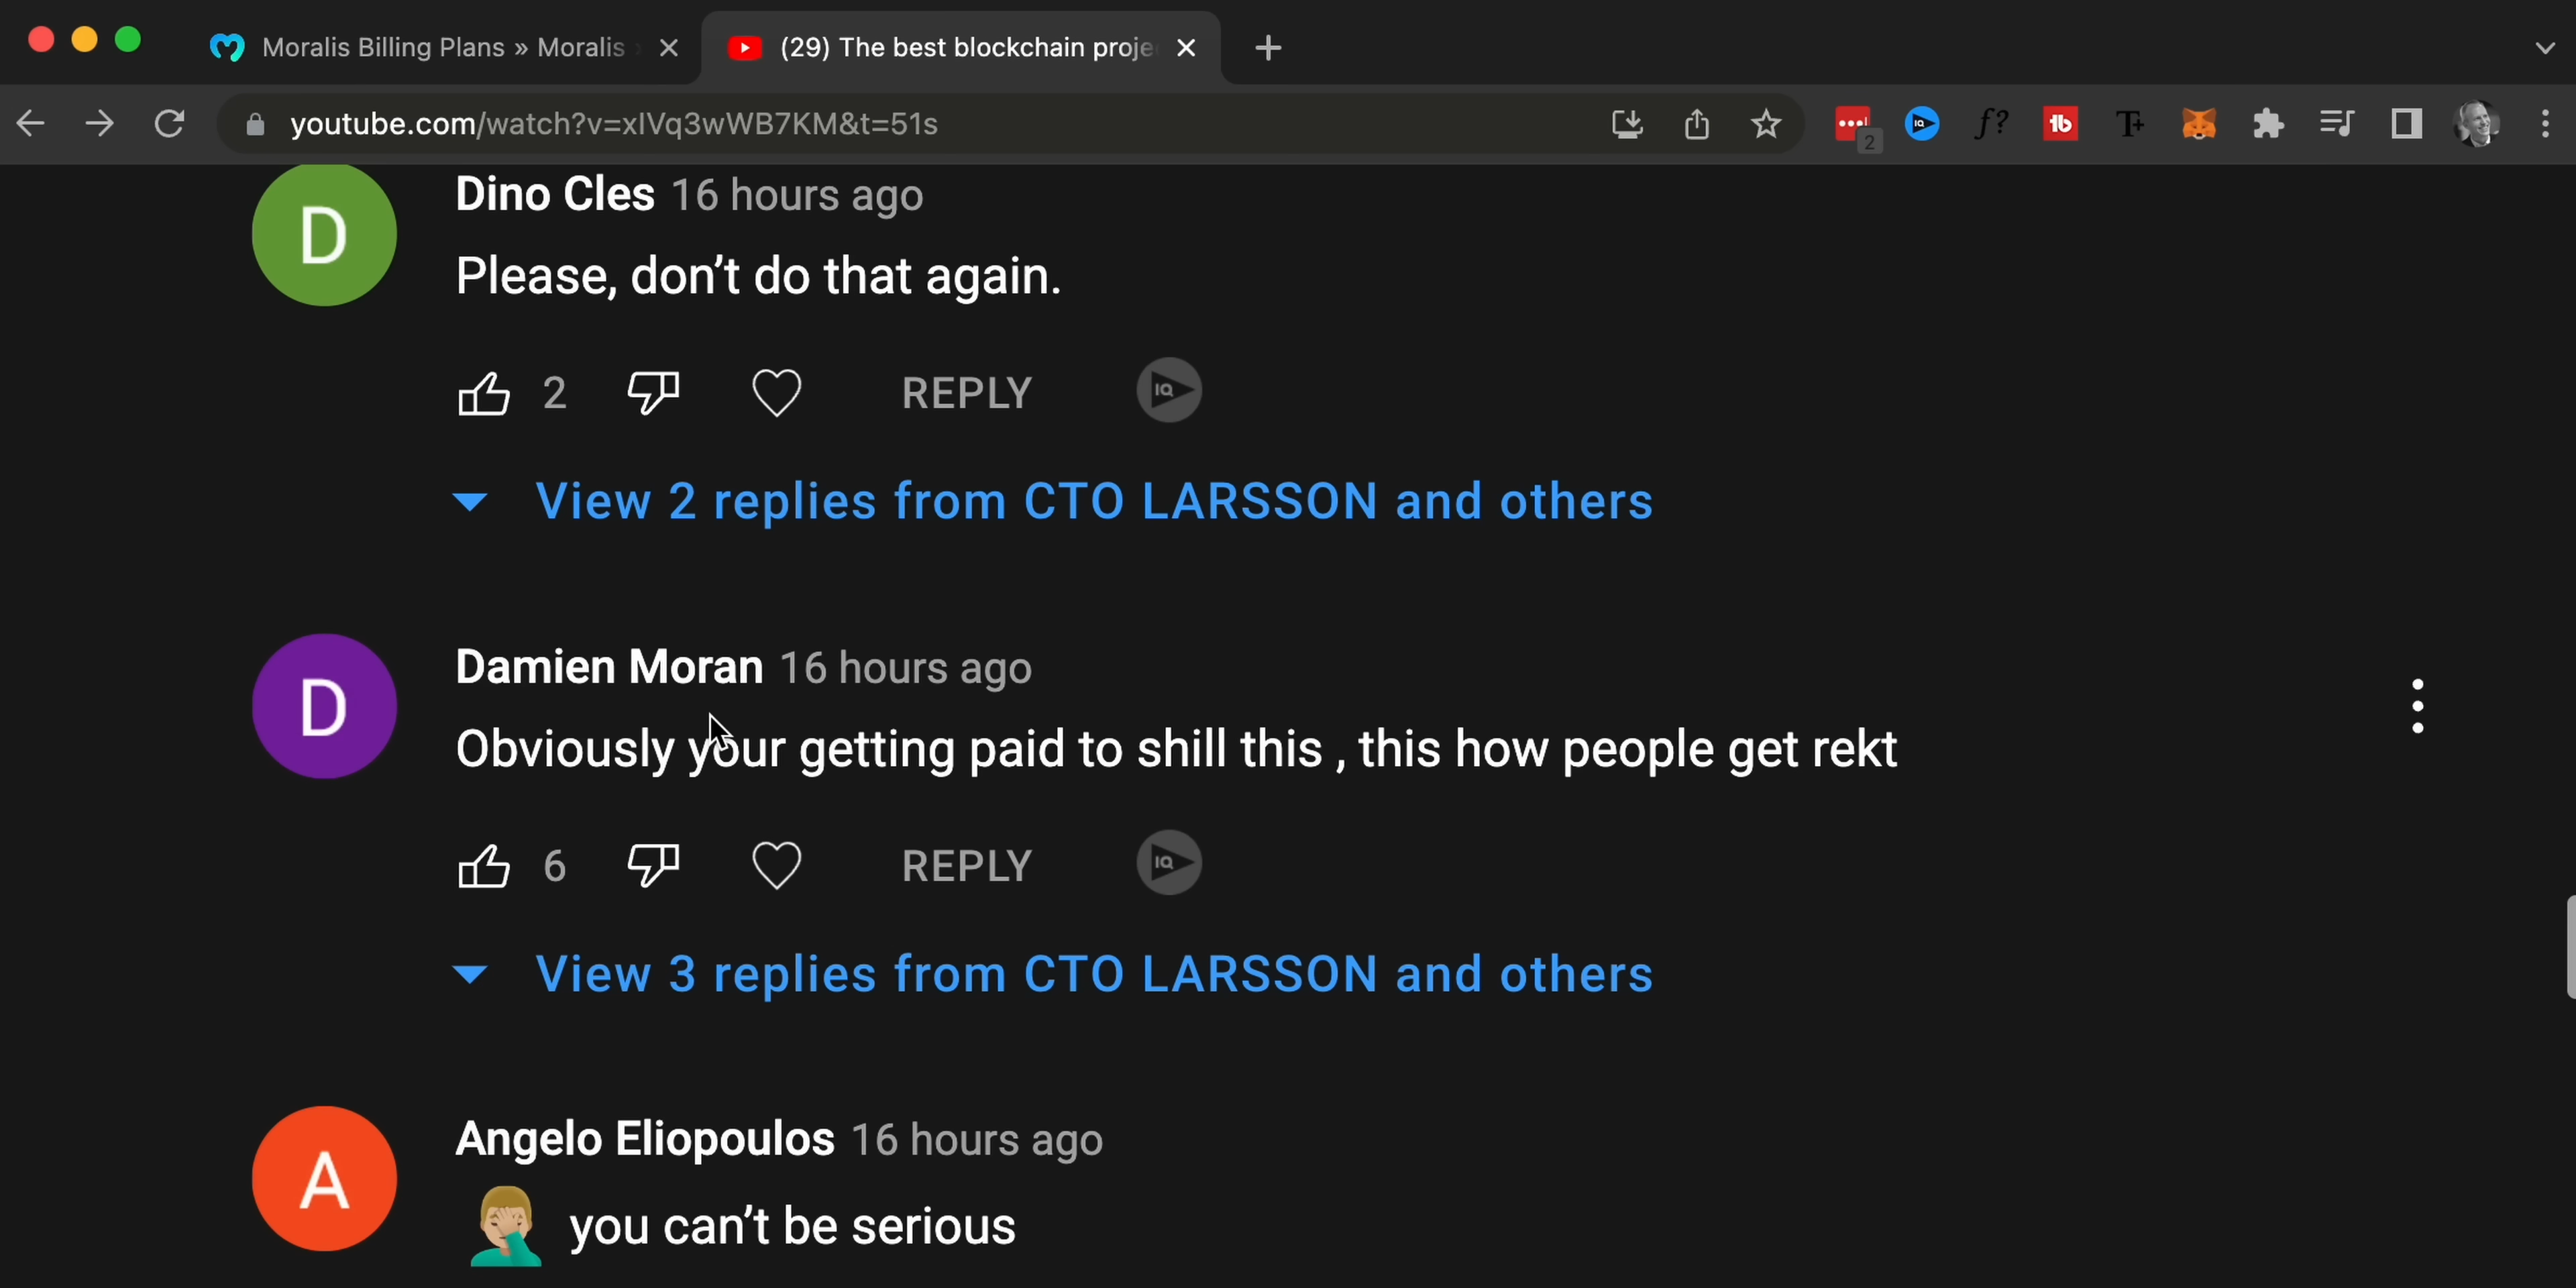 Moralis Billing Plans » Moralis
(29) The best blockchain proje
youtube.com/watch?v=xIVq3wWB7KM&t=51s
2
D
Dino Cles 16 hours ago
Please, don’t do that again.
2 REPLY IQ
View 2 replies from CTO LARSSON and others
D
Damien Moran 16 hours ago
Obviously your getting paid to shill this , this how people get rekt
6 REPLY IQ
View 3 replies from CTO LARSSON and others
A
Angelo Eliopoulos 16 hours ago
you can’t be serious